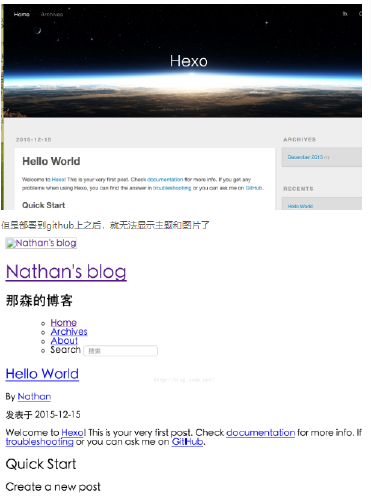 Home Archives
Hexo
2015-12-15
Hello World
Welcome to Hexo! This is your very first post. Check documentation for more info. If you get any
problems when using Hexo, you can find the answer in troubleshooting or you can ask me on GitHub.
Quick Start
ARCHIVES
December 2015 (1)
RECENTS
Hello World
但是部署到github上之后，就无法显示主题和图片了
Nathan's blog
Nathan's blog
那森的博客
Home
Archives
About
Search 搜索
Hello World
By Nathan
发表于 2015-12-15
Welcome to Hexo! This is your very first post. Check documentation for more info. If
troubleshooting or you can ask me on GitHub.
Quick Start
Create a new post